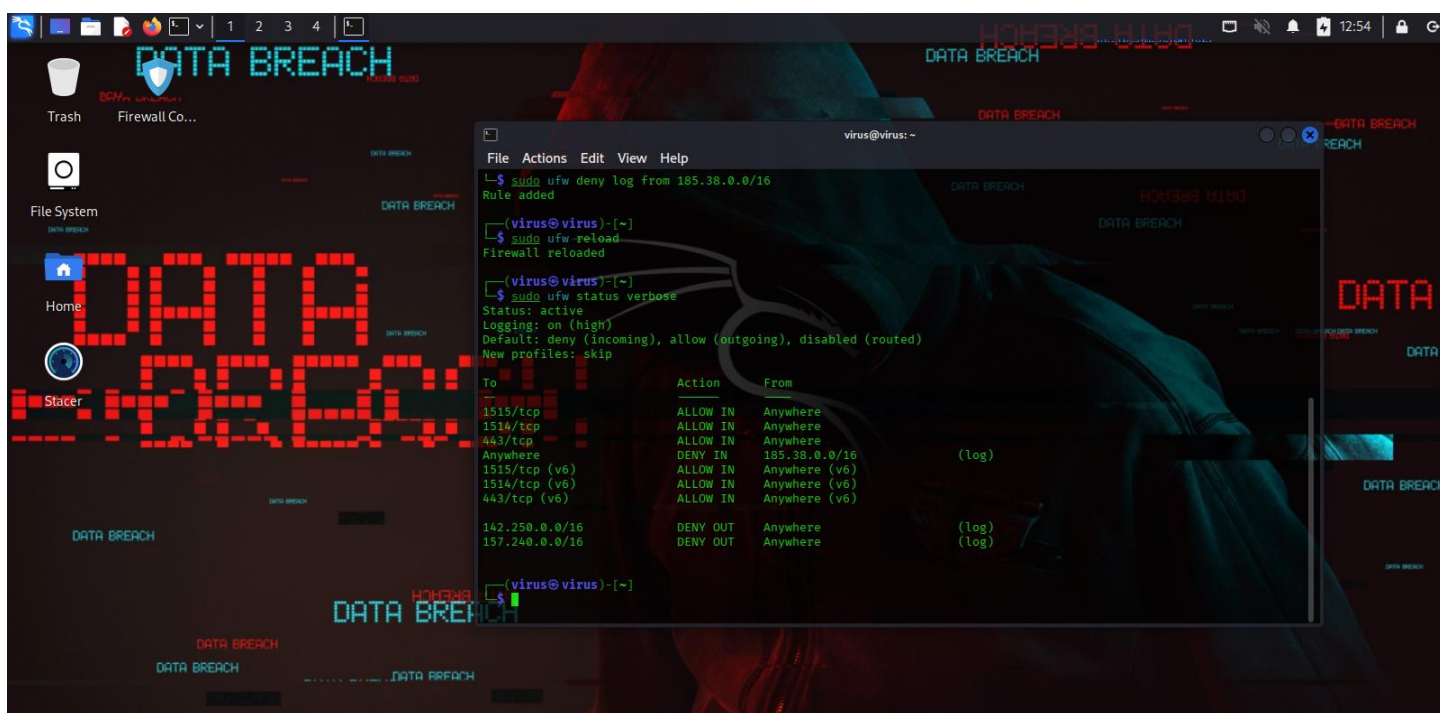 1 2 3 4
12:54
Trash
Firewall Co...
File System
Home
Stacer
DATA BREACH
DATA BREACH
DATA BREACH
DATA BREACH
DATA BREACH
DATA BREACH
DATA BREACH
DATA BREACH
DATA BREACH
DATA
DATA
DATA BREACH
DATA BREACH
DATA BREACH
DATA BREACH
DATA BREACH
virus@virus: ~
File Actions Edit View Help
└─$ sudo ufw deny log from 185.38.0.0/16
Rule added
┌──(virus㉿virus)-[~]
└─$ sudo ufw reload
Firewall reloaded
┌──(virus㉿virus)-[~]
└─$ sudo ufw status verbose
Status: active
Logging: on (high)
Default: deny (incoming), allow (outgoing), disabled (routed)
New profiles: skip
To Action From
-- ------ ----
1515/tcp ALLOW IN Anywhere
1514/tcp ALLOW IN Anywhere
443/tcp ALLOW IN Anywhere
Anywhere DENY IN 185.38.0.0/16 (log)
1515/tcp (v6) ALLOW IN Anywhere (v6)
1514/tcp (v6) ALLOW IN Anywhere (v6)
443/tcp (v6) ALLOW IN Anywhere (v6)
142.250.0.0/16 DENY OUT Anywhere (log)
157.240.0.0/16 DENY OUT Anywhere (log)
┌──(virus㉿virus)-[~]
└─$